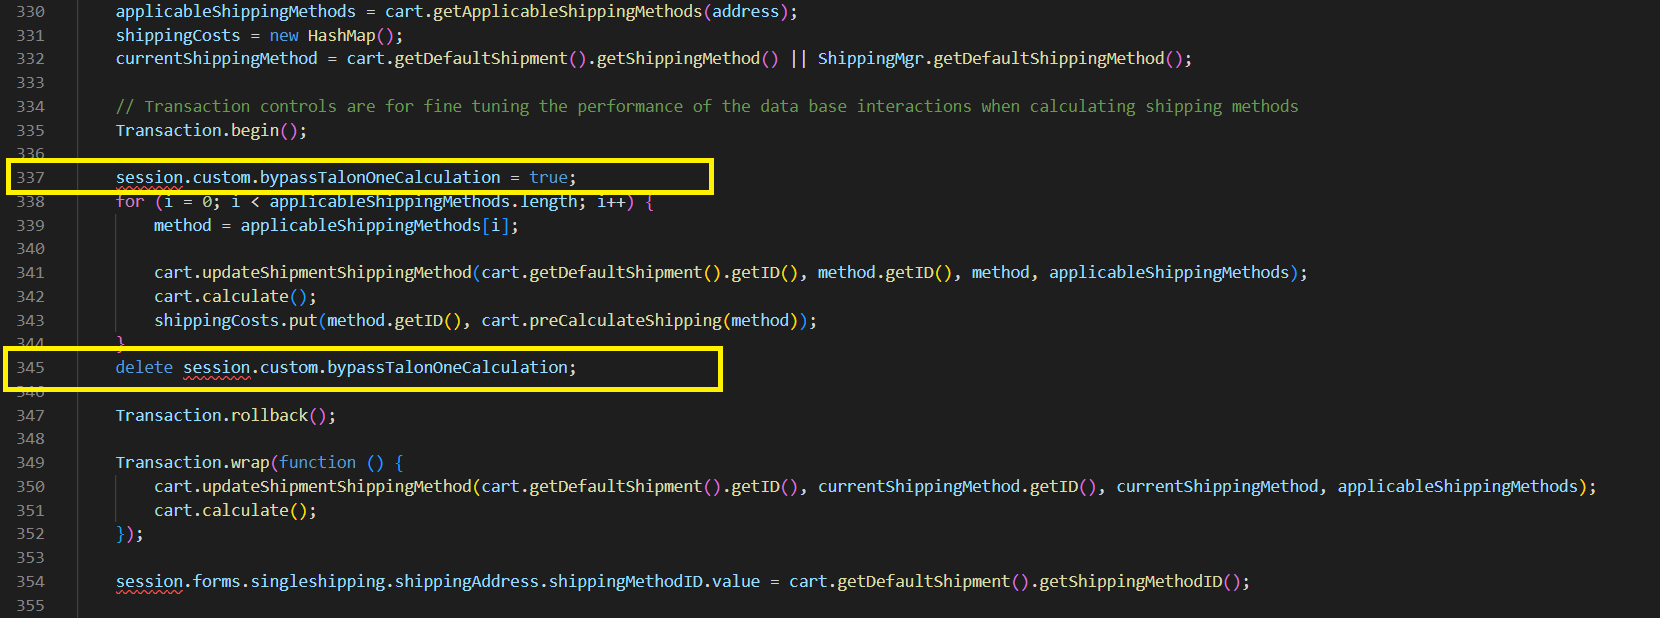 330 applicableShippingMethods = cart.getApplicableShippingMethods(address);
331 shippingCosts = new HashMap();
332 currentShippingMethod = cart.getDefaultShipment().getShippingMethod() || ShippingMgr.getDefaultShippingMethod();
333
334 // Transaction controls are for fine tuning the performance of the data base interactions when calculating shipping methods
335 Transaction.begin();
336
337 session.custom.bypassTalonOneCalculation = true;
338 for (i = 0; i < applicableShippingMethods.length; i++) {
339 method = applicableShippingMethods[i];
340
341 cart.updateShipmentShippingMethod(cart.getDefaultShipment().getID(), method.getID(), method, applicableShippingMethods);
342 cart.calculate();
343 shippingCosts.put(method.getID(), cart.preCalculateShipping(method));
344 }
345 delete session.custom.bypassTalonOneCalculation;
346
347 Transaction.rollback();
348
349 Transaction.wrap(function () {
350 cart.updateShipmentShippingMethod(cart.getDefaultShipment().getID(), currentShippingMethod.getID(), currentShippingMethod, applicableShippingMethods);
351 cart.calculate();
352 });
353
354 session.forms.singleshipping.shippingAddress.shippingMethodID.value = cart.getDefaultShipment().getShippingMethodID();
355